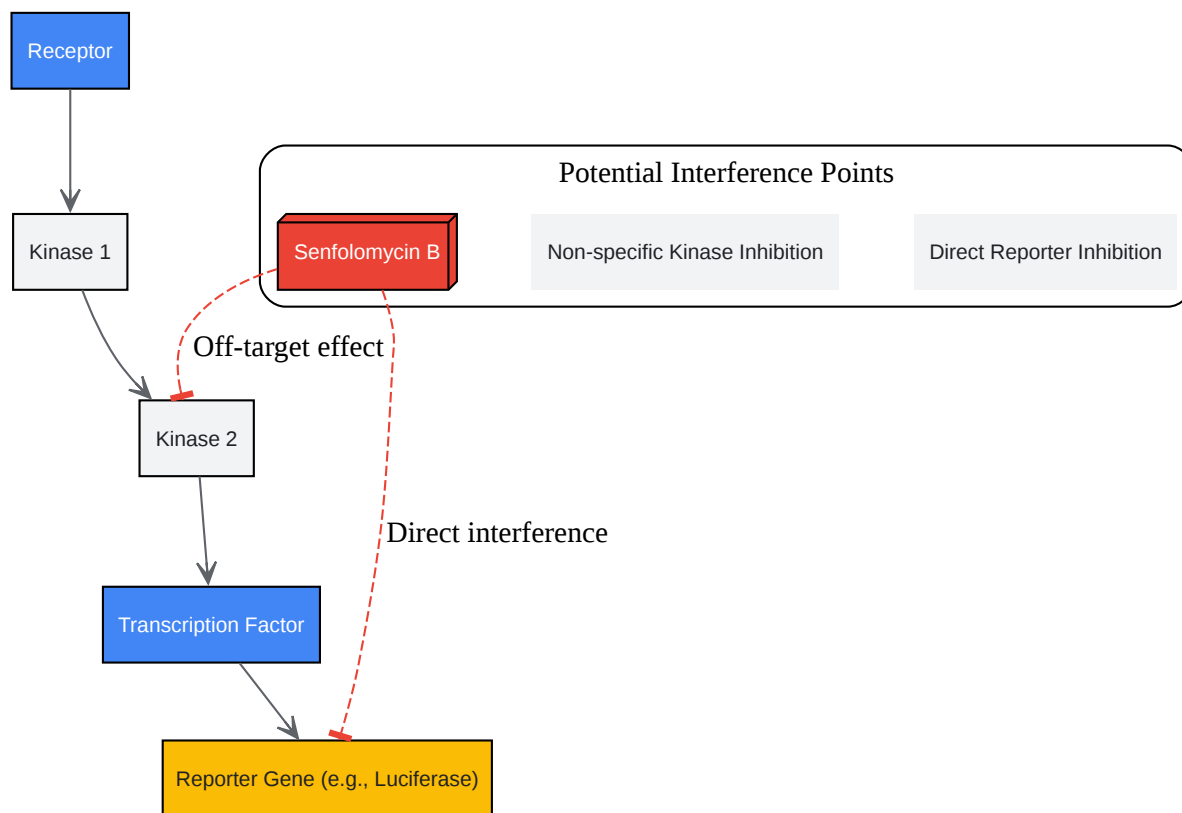 Receptor
Potential Interference Points
Kinase 1
Senfolomycin B
Non-specific Kinase Inhibition
Direct Reporter Inhibition
Off-target effect
Kinase 2
Direct interference
Transcription Factor
Reporter Gene (e.g., Luciferase)